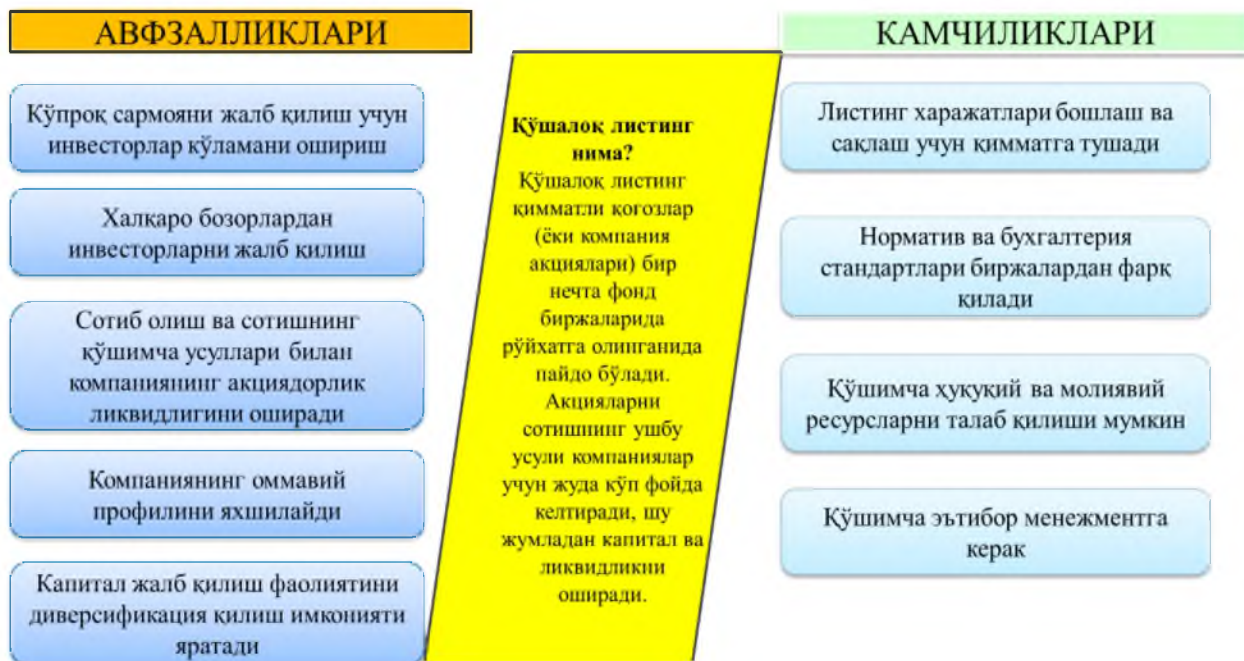 АВФЗАЛЛИКЛАРИ
Кўпроқ сармояни жалб қилиш учун
инвесторлар кўламани ошириш
Халқаро бозорлардан
инвесторларни жалб қилиш
Сотиб олиш ва сотишнинг
қўшимча усуллари билан
компаниянинг акциядорлик
ликвидлигини оширади
Компаниянинг оммавий
профилини яхшилайди
Капитал жалб қилиш фаолиятини
диверсификация қилиш имконияти
яратади
Қўшалоқ листинг
нима?
Қўшалоқ листинг
қимматли қоғозлар
(ёки компания
акциялари) бир
нечта фонд
биржаларида
рўйхатга олинганида
пайдо бўлади.
Акцияларни
сотишнинг ушбу
усули компаниялар
учун жуда кўп фойда
келтиради, шу
жумладан капитал ва
ликвидликни
оширади.
КАМЧИЛИКЛАРИ
Листинг харажатлари бошлаш ва
сақлаш учун қимматга тушади
Норматив ва бухгалтерия
стандартлари биржалардан фарқ
қилади
Қўшимча ҳуқуқий ва молиявий
ресурсларни талаб қилиши мумкин
Қўшимча эътибор менежментга
керак